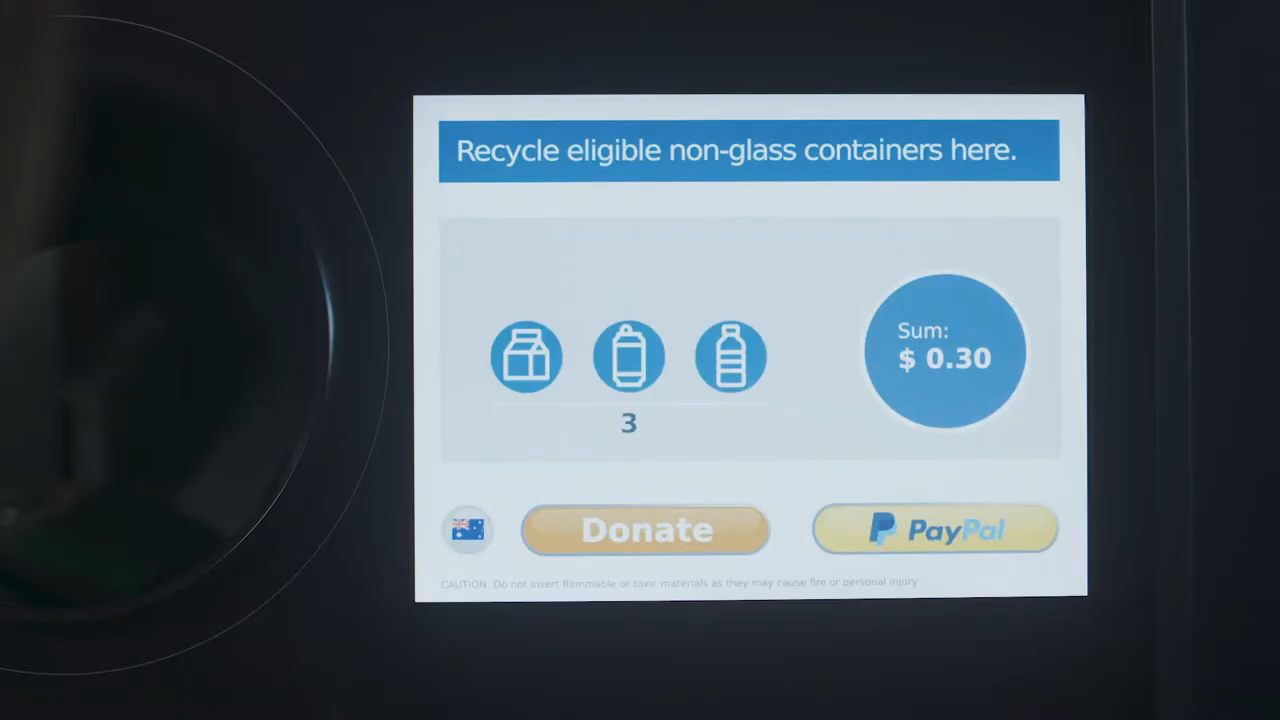 Recycle eligible non-glass containers here.
Sum:
$ 0.30
3
Donate
PayPal
CAUTION: Do not insert flammable or toxic materials as they may cause fire or personal injury